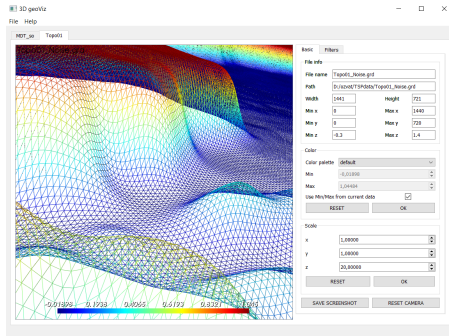 3D geoViz
File Help
MDT_se Topo01
Basic Filters
File info
File name Topo01_Noise.grd
Path D:/szvat/TSPdata/Topo01_Noise.grd
Width 1441 Height 721
Min x 0 Max x 1440
Min y 0 Max y 720
Min z -0.3 Max z 1.4
Color
Color palette default
Min -0,01898
Max 1,04484
Use Min/Max from current data
RESET OK
Scale
x 1,00000
y 1,00000
z 20,00000
RESET OK
SAVE SCREENSHOT RESET CAMERA
-0.01898 0.1938 0.4065 0.6193 0.8321 1.045